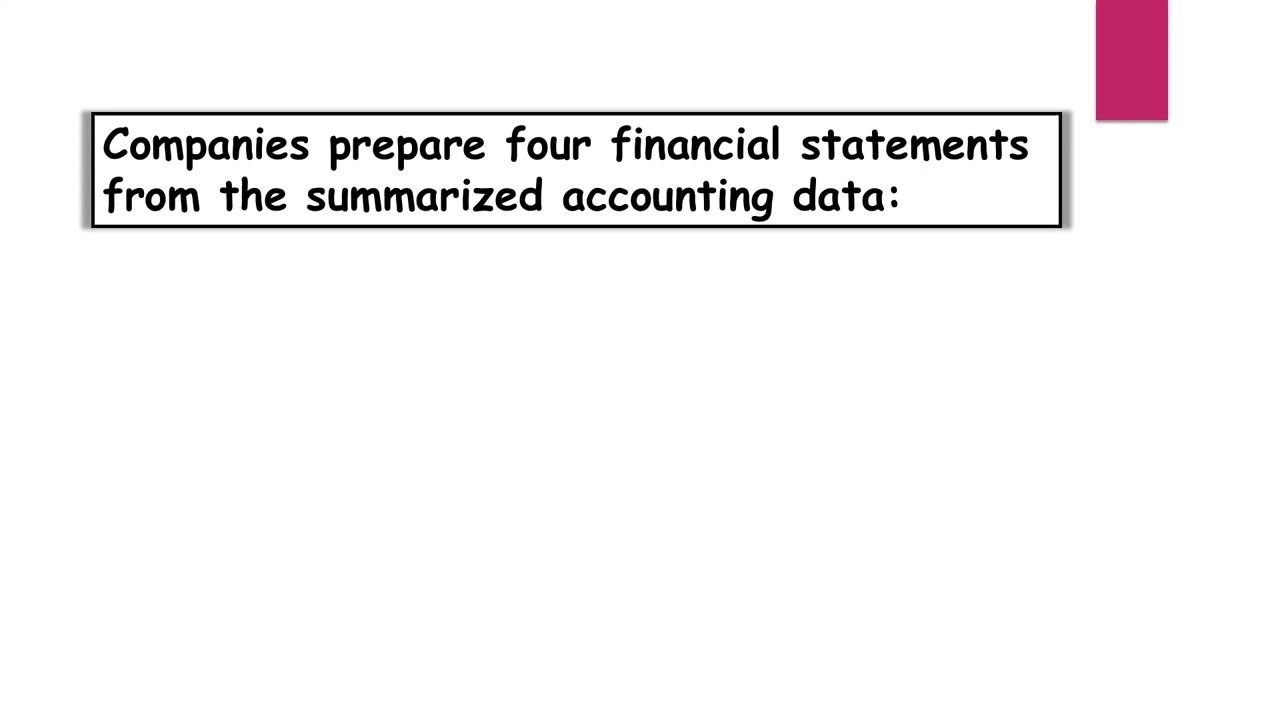 Companies prepare four financial statements
from the summarized accounting data: